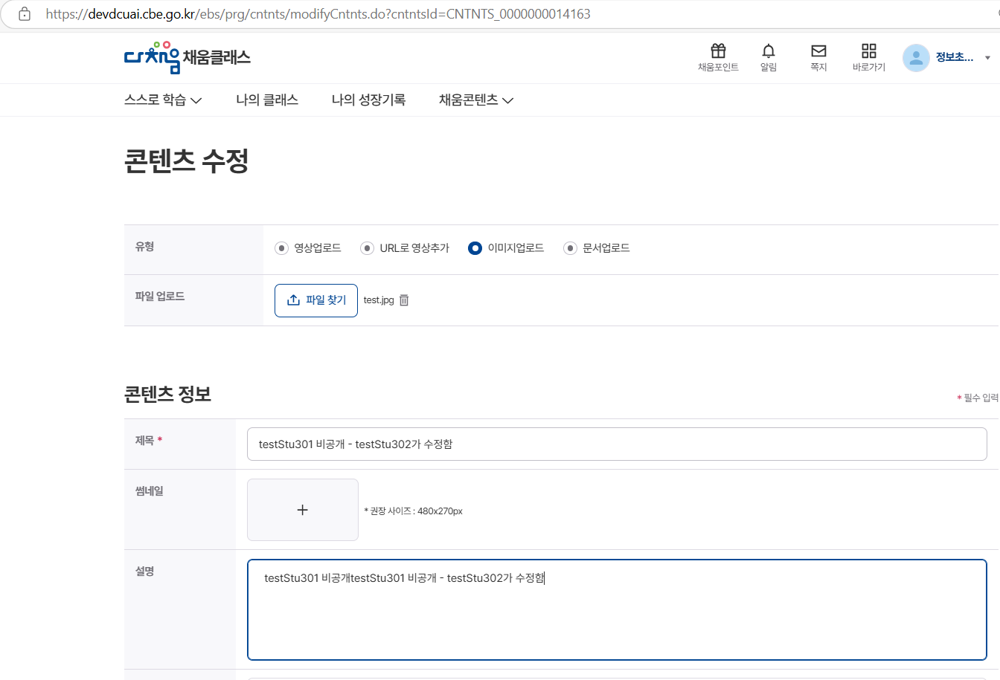 https://devdcuai.cbe.go.kr/ebs/prg/cntnts/modifyCntnts.do?cntntsId=CNTNTS_0000000014163
다채움 채움클래스
채움포인트 알림 쪽지 바로가기 정보초...
스스로 학습 나의 클래스 나의 성장기록 채움콘텐츠
콘텐츠 수정
유형 영상업로드 URL로 영상추가 이미지업로드 문서업로드
파일 업로드 파일 찾기 test.jpg
콘텐츠 정보
* 필수 입력
제목 * testStu301 비공개 - testStu302가 수정함
썸네일 + * 권장 사이즈 : 480x270px
설명 testStu301 비공개testStu301 비공개 - testStu302가 수정함